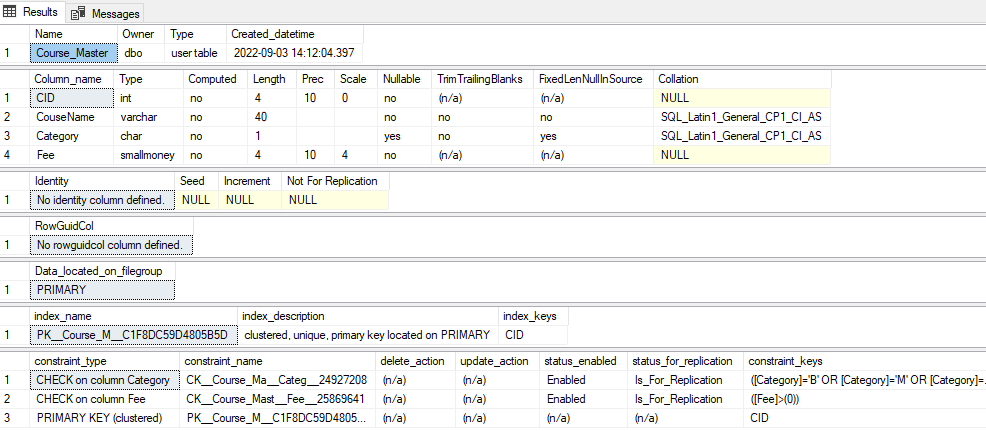 Results Messages
Name Owner Type Created_datetime
1 Course_Master dbo user table 2022-09-03 14:12:04.397
Column_name Type Computed Length Prec Scale Nullable TrimTrailingBlanks FixedLenNullInSource Collation
1 CID int no 4 10 0 no (n/a) (n/a) NULL
2 CouseName varchar no 40 no no no SQL_Latin1_General_CP1_CI_AS
3 Category char no 1 yes no yes SQL_Latin1_General_CP1_CI_AS
4 Fee smallmoney no 4 10 4 no (n/a) (n/a) NULL
Identity Seed Increment Not For Replication
1 No identity column defined. NULL NULL NULL
RowGuidCol
1 No rowguidcol column defined.
Data_located_on_filegroup
1 PRIMARY
index_name index_description index_keys
1 PK__Course_M__C1F8DC59D4805B5D clustered, unique, primary key located on PRIMARY CID
constraint_type constraint_name delete_action update_action status_enabled status_for_replication constraint_keys
1 CHECK on column Category CK__Course_Ma__Categ__24927208 (n/a) (n/a) Enabled Is_For_Replication ([Category]='B' OR [Category]='M' OR [Category]=...
2 CHECK on column Fee CK__Course_Mast__Fee__25869641 (n/a) (n/a) Enabled Is_For_Replication ([Fee]>(0))
3 PRIMARY KEY (clustered) PK__Course_M__C1F8DC59D4805... (n/a) (n/a) (n/a) (n/a) CID